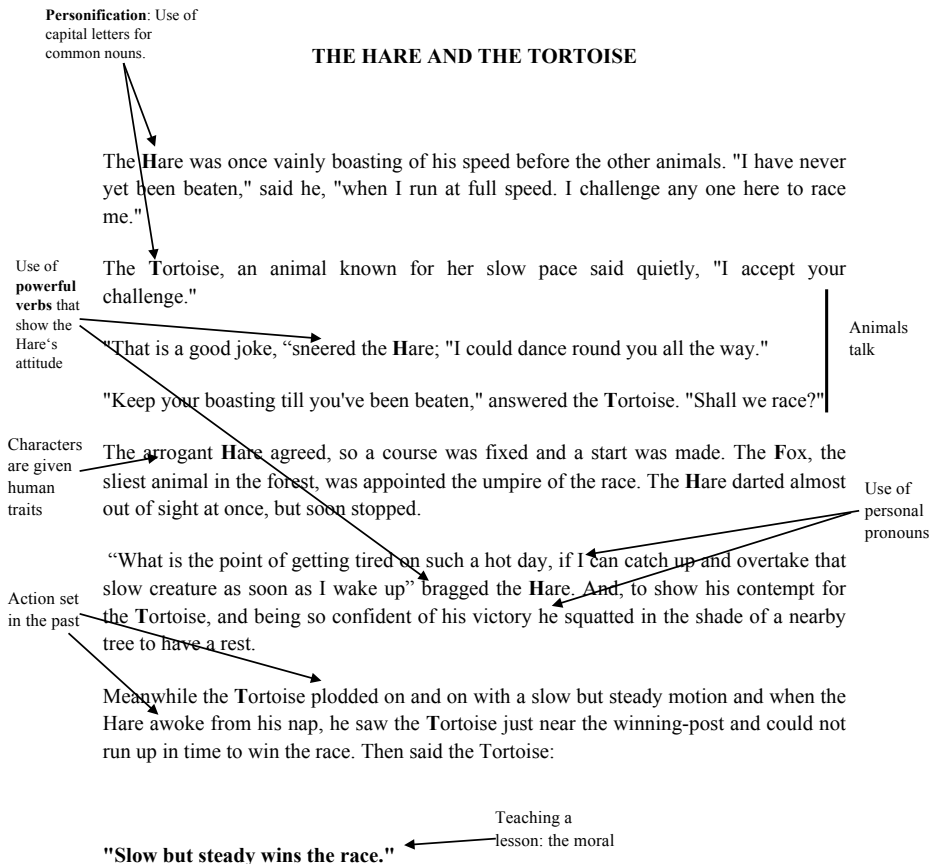 Personification: Use of
capital letters for
common nouns.
THE HARE AND THE TORTOISE
The Hare was once vainly boasting of his speed before the other animals. "I have never
yet been beaten," said he, "when I run at full speed. I challenge any one here to race
me."
Use of
powerful
verbs that
show the
Hare‘s
attitude
The Tortoise, an animal known for her slow pace said quietly, "I accept your
challenge."
"That is a good joke, “sneered the Hare; "I could dance round you all the way."
"Keep your boasting till you've been beaten," answered the Tortoise. "Shall we race?"
Animals
talk
Characters
are given
human
traits
The arrogant Hare agreed, so a course was fixed and a start was made. The Fox, the
sliest animal in the forest, was appointed the umpire of the race. The Hare darted almost
out of sight at once, but soon stopped.
Use of
personal
pronouns
“What is the point of getting tired on such a hot day, if I can catch up and overtake that
slow creature as soon as I wake up” bragged the Hare. And, to show his contempt for
the Tortoise, and being so confident of his victory he squatted in the shade of a nearby
tree to have a rest.
Action set
in the past
Meanwhile the Tortoise plodded on and on with a slow but steady motion and when the
Hare awoke from his nap, he saw the Tortoise just near the winning-post and could not
run up in time to win the race. Then said the Tortoise:
Teaching a
lesson: the moral
"Slow but steady wins the race."